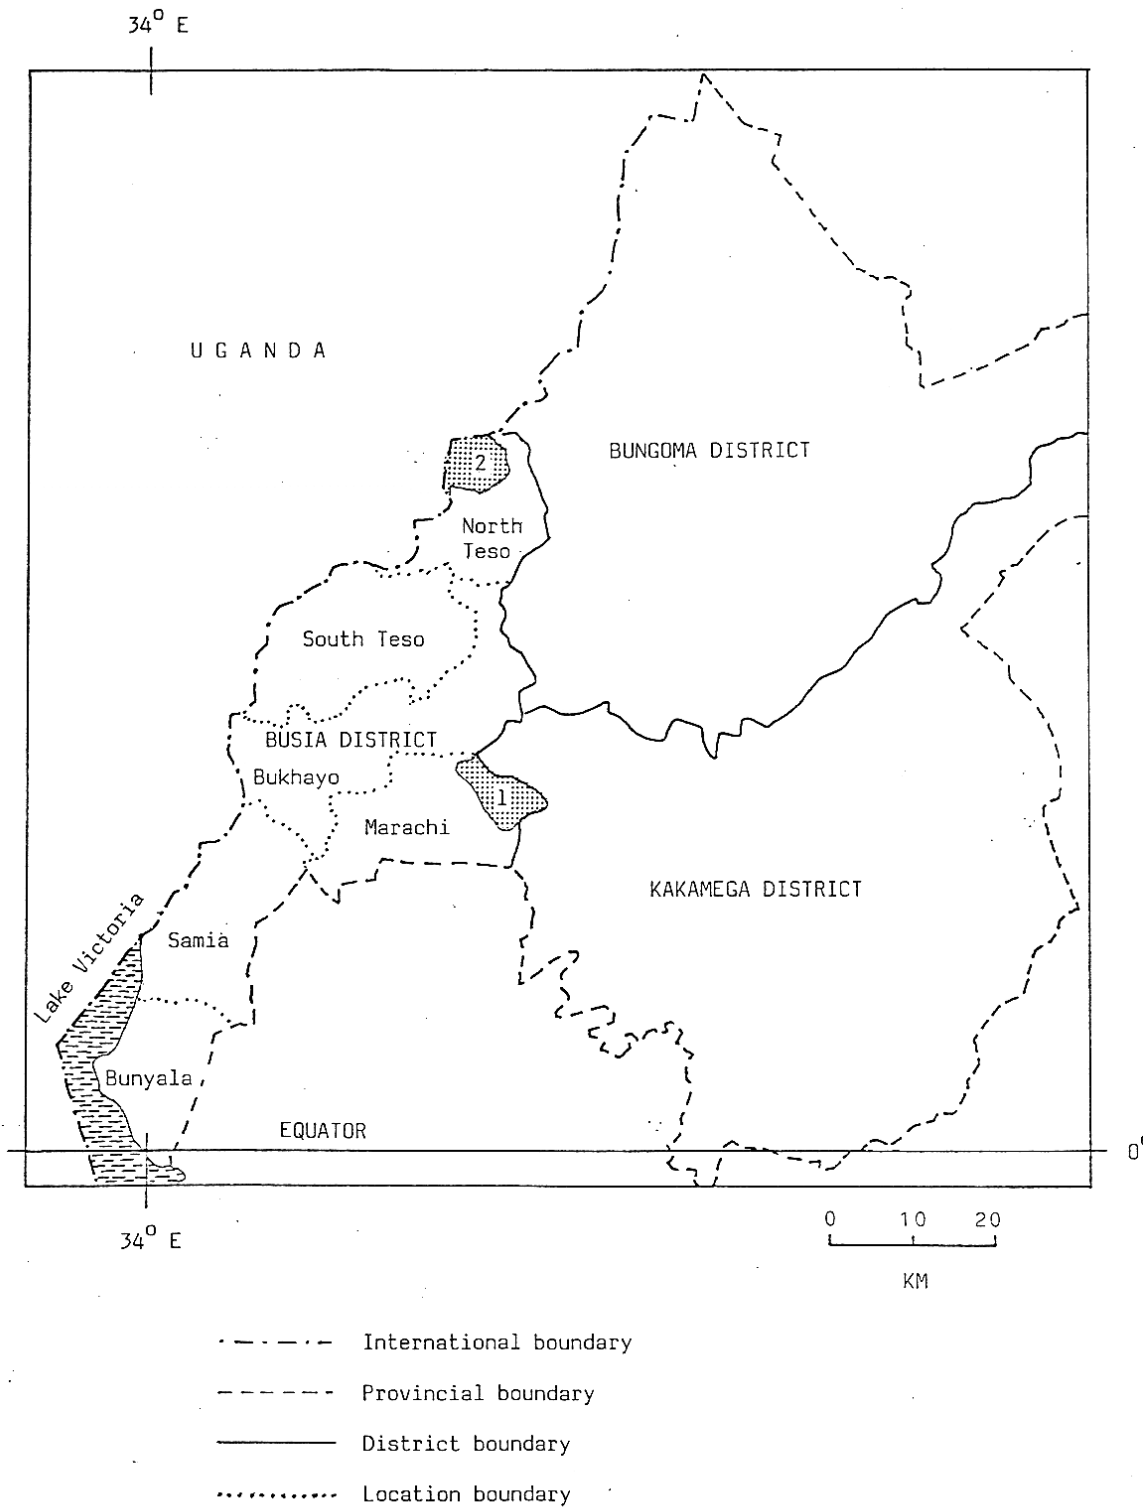 34° E
UGANDA
BUNGOMA DISTRICT
2
North
Teso
South Teso
BUSIA DISTRICT
Bukhayo
1
Marachi
KAKAMEGA DISTRICT
Lake Victoria
Samia
Bunyala
EQUATOR
0°
34° E
0 10 20
KM
International boundary
Provincial boundary
District boundary
Location boundary